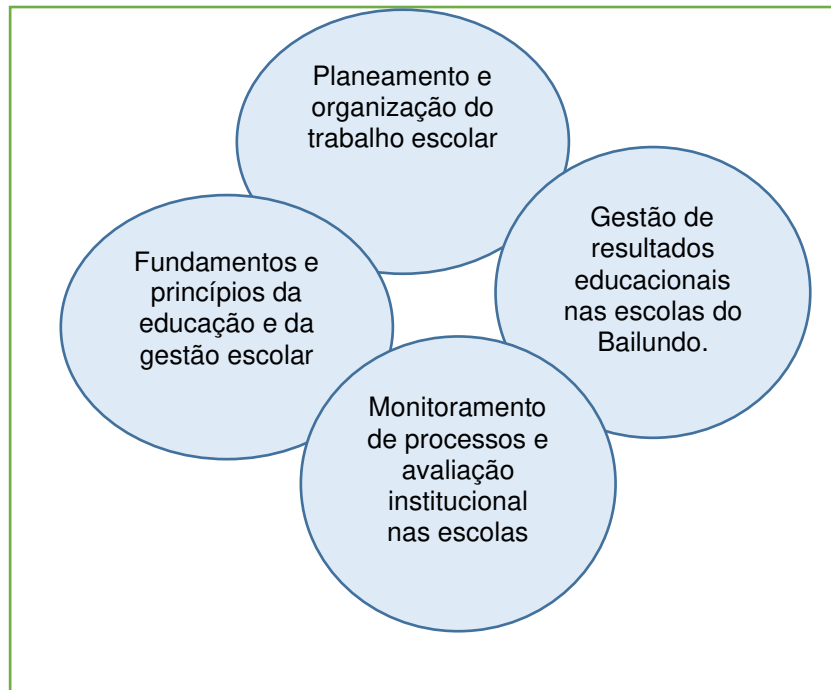 Planeamento e
organização do
trabalho escolar
Gestão de
resultados
educacionais
nas escolas do
Bailundo.
Fundamentos e
princípios da
educação e da
gestão escolar
Monitoramento
de processos e
avaliação
institucional
nas escolas